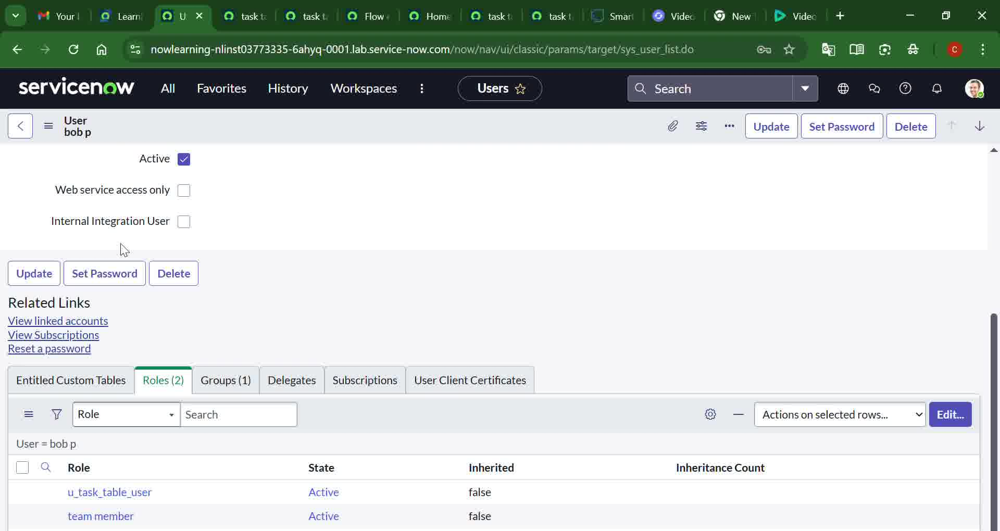 Your
Learni
U
task t
task t
Flow
Home
task t
task t
Smar
Video
New
Video
nowlearning-nlinst03773335-6ahyq-0001.lab.service-now.com/now/nav/ui/classic/params/target/sys_user_list.do
C
servicenow
All
Favorites
History
Workspaces
Users
Search
User
bob p
Update
Set Password
Delete
Active
Web service access only
Internal Integration User
Update
Set Password
Delete
Related Links
View linked accounts
View Subscriptions
Reset a password
Entitled Custom Tables
Roles (2)
Groups (1)
Delegates
Subscriptions
User Client Certificates
Role
Search
Actions on selected rows...
Edit...
User = bob p
Role State Inherited Inheritance Count
u_task_table_user Active false
team member Active false